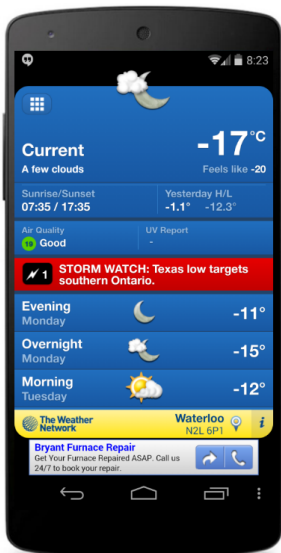 8:23
-17°C
Current
A few clouds
Feels like -20
Sunrise/Sunset
07:35 / 17:35
Yesterday H/L
-1.1° -12.3°
Air Quality
19 Good
UV Report
-
1 STORM WATCH: Texas low targets
southern Ontario.
Evening
Monday
-11°
Overnight
Monday
-15°
Morning
Tuesday
-12°
The Weather
Network
Waterloo
N2L 6P1
i
Bryant Furnace Repair
Get Your Furnace Repaired ASAP. Call us
24/7 to book your repair.